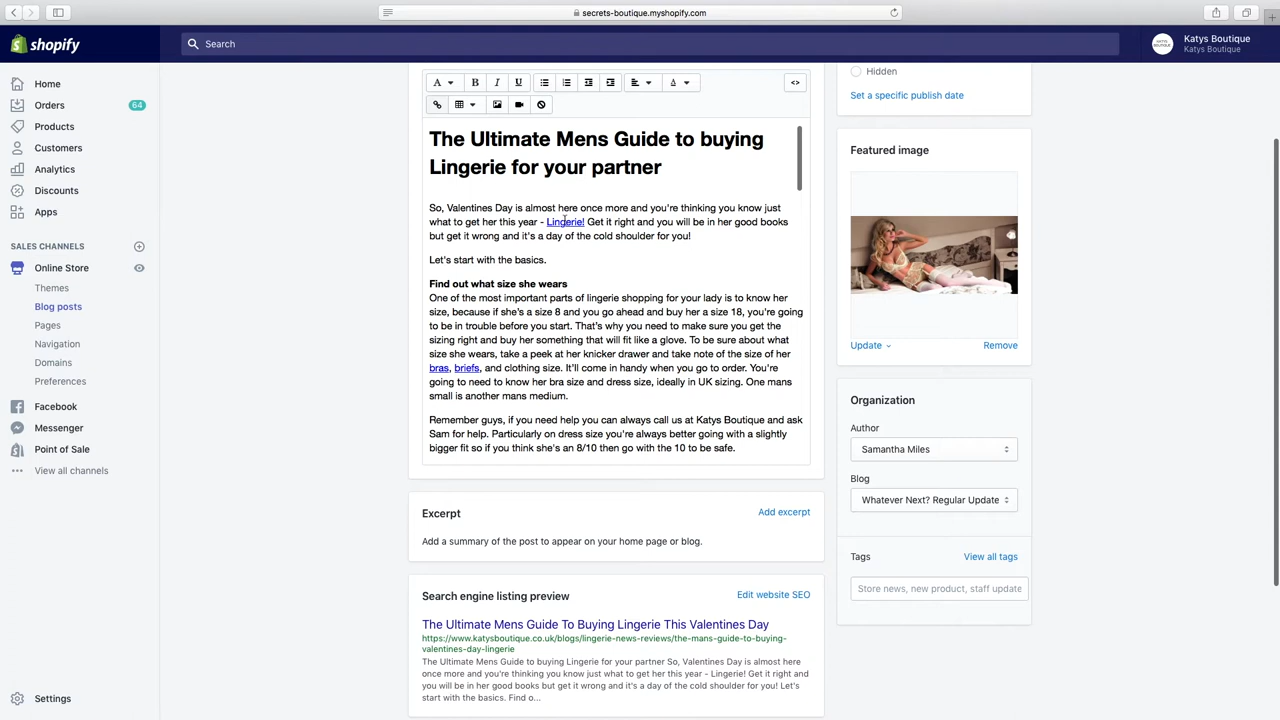 secrets-boutique.myshopify.com
shopify
Search
KATYS BOUTIQUE
Katys Boutique
Katys Boutique
Home
Orders 64
Products
Customers
Analytics
Discounts
Apps
SALES CHANNELS
Online Store
Themes
Blog posts
Pages
Navigation
Domains
Preferences
Facebook
Messenger
Point of Sale
View all channels
Settings
A B I U A <>
The Ultimate Mens Guide to buying
Lingerie for your partner
So, Valentines Day is almost here once more and you're thinking you know just
what to get her this year - Lingerie! Get it right and you will be in her good books
but get it wrong and it's a day of the cold shoulder for you!
Let's start with the basics.
Find out what size she wears
One of the most important parts of lingerie shopping for your lady is to know her
size, because if she's a size 8 and you go ahead and buy her a size 18, you're going
to be in trouble before you start. That's why you need to make sure you get the
sizing right and buy her something that will fit like a glove. To be sure about what
size she wears, take a peek at her knicker drawer and take note of the size of her
bras, briefs, and clothing size. It'll come in handy when you go to order. You're
going to need to know her bra size and dress size, ideally in UK sizing. One mans
small is another mans medium.
Remember guys, if you need help you can always call us at Katys Boutique and ask
Sam for help. Particularly on dress size you're always better going with a slightly
bigger fit so if you think she's an 8/10 then go with the 10 to be safe.
Excerpt
Add excerpt
Add a summary of the post to appear on your home page or blog.
Search engine listing preview
Edit website SEO
The Ultimate Mens Guide To Buying Lingerie This Valentines Day
https://www.katysboutique.co.uk/blogs/lingerie-news-reviews/the-mans-guide-to-buying-
valentines-day-lingerie
The Ultimate Mens Guide to buying Lingerie for your partner So, Valentines Day is almost here
once more and you're thinking you know just what to get her this year - Lingerie! Get it right and
you will be in her good books but get it wrong and it's a day of the cold shoulder for you! Let's
start with the basics. Find o...
Hidden
Set a specific publish date
Featured image
Update
Remove
Organization
Author
Samantha Miles
Blog
Whatever Next? Regular Update
Tags
View all tags
Store news, new product, staff update